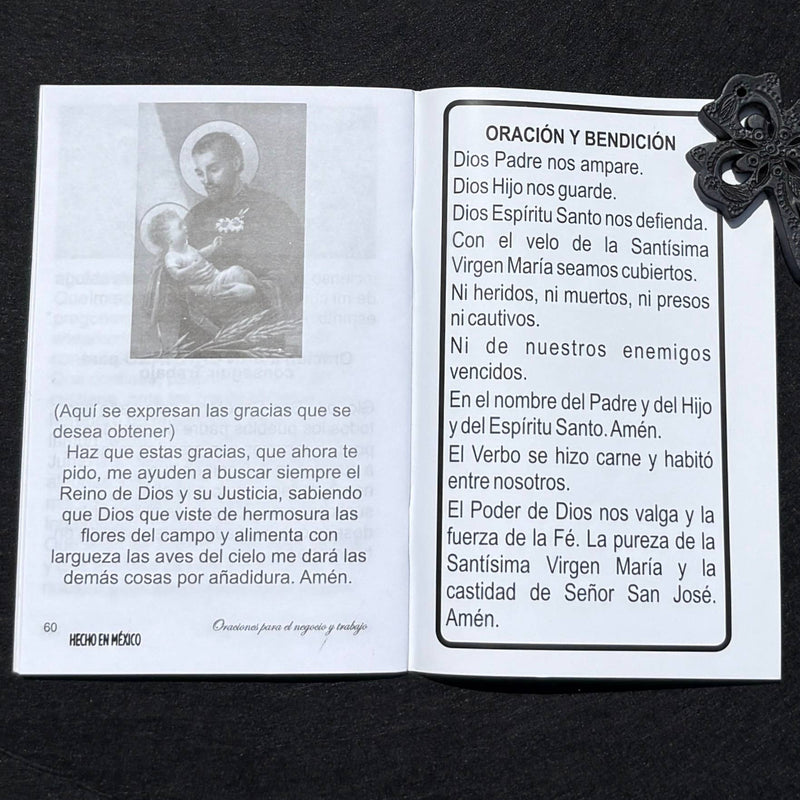 (Aquí se expresan las gracias que se
desea obtener)
Haz que estas gracias, que ahora te
pido, me ayuden a buscar siempre el
Reino de Dios y su Justicia, sabiendo
que Dios que viste de hermosura las
flores del campo y alimenta con
largueza las aves del cielo me dará las
demás cosas por añadidura. Amén.
60
HECHO EN MÉXICO
Oraciones para el negocio y trabajo
ORACIÓN Y BENDICIÓN
Dios Padre nos ampare.
Dios Hijo nos guarde.
Dios Espíritu Santo nos defienda.
Con el velo de la Santísima
Virgen María seamos cubiertos.
Ni heridos, ni muertos, ni presos
ni cautivos.
Ni de nuestros enemigos
vencidos.
En el nombre del Padre y del Hijo
y del Espíritu Santo. Amén.
El Verbo se hizo carne y habitó
entre nosotros.
El Poder de Dios nos valga y la
fuerza de la Fé. La pureza de la
Santísima Virgen María y la
castidad de Señor San José.
Amén.